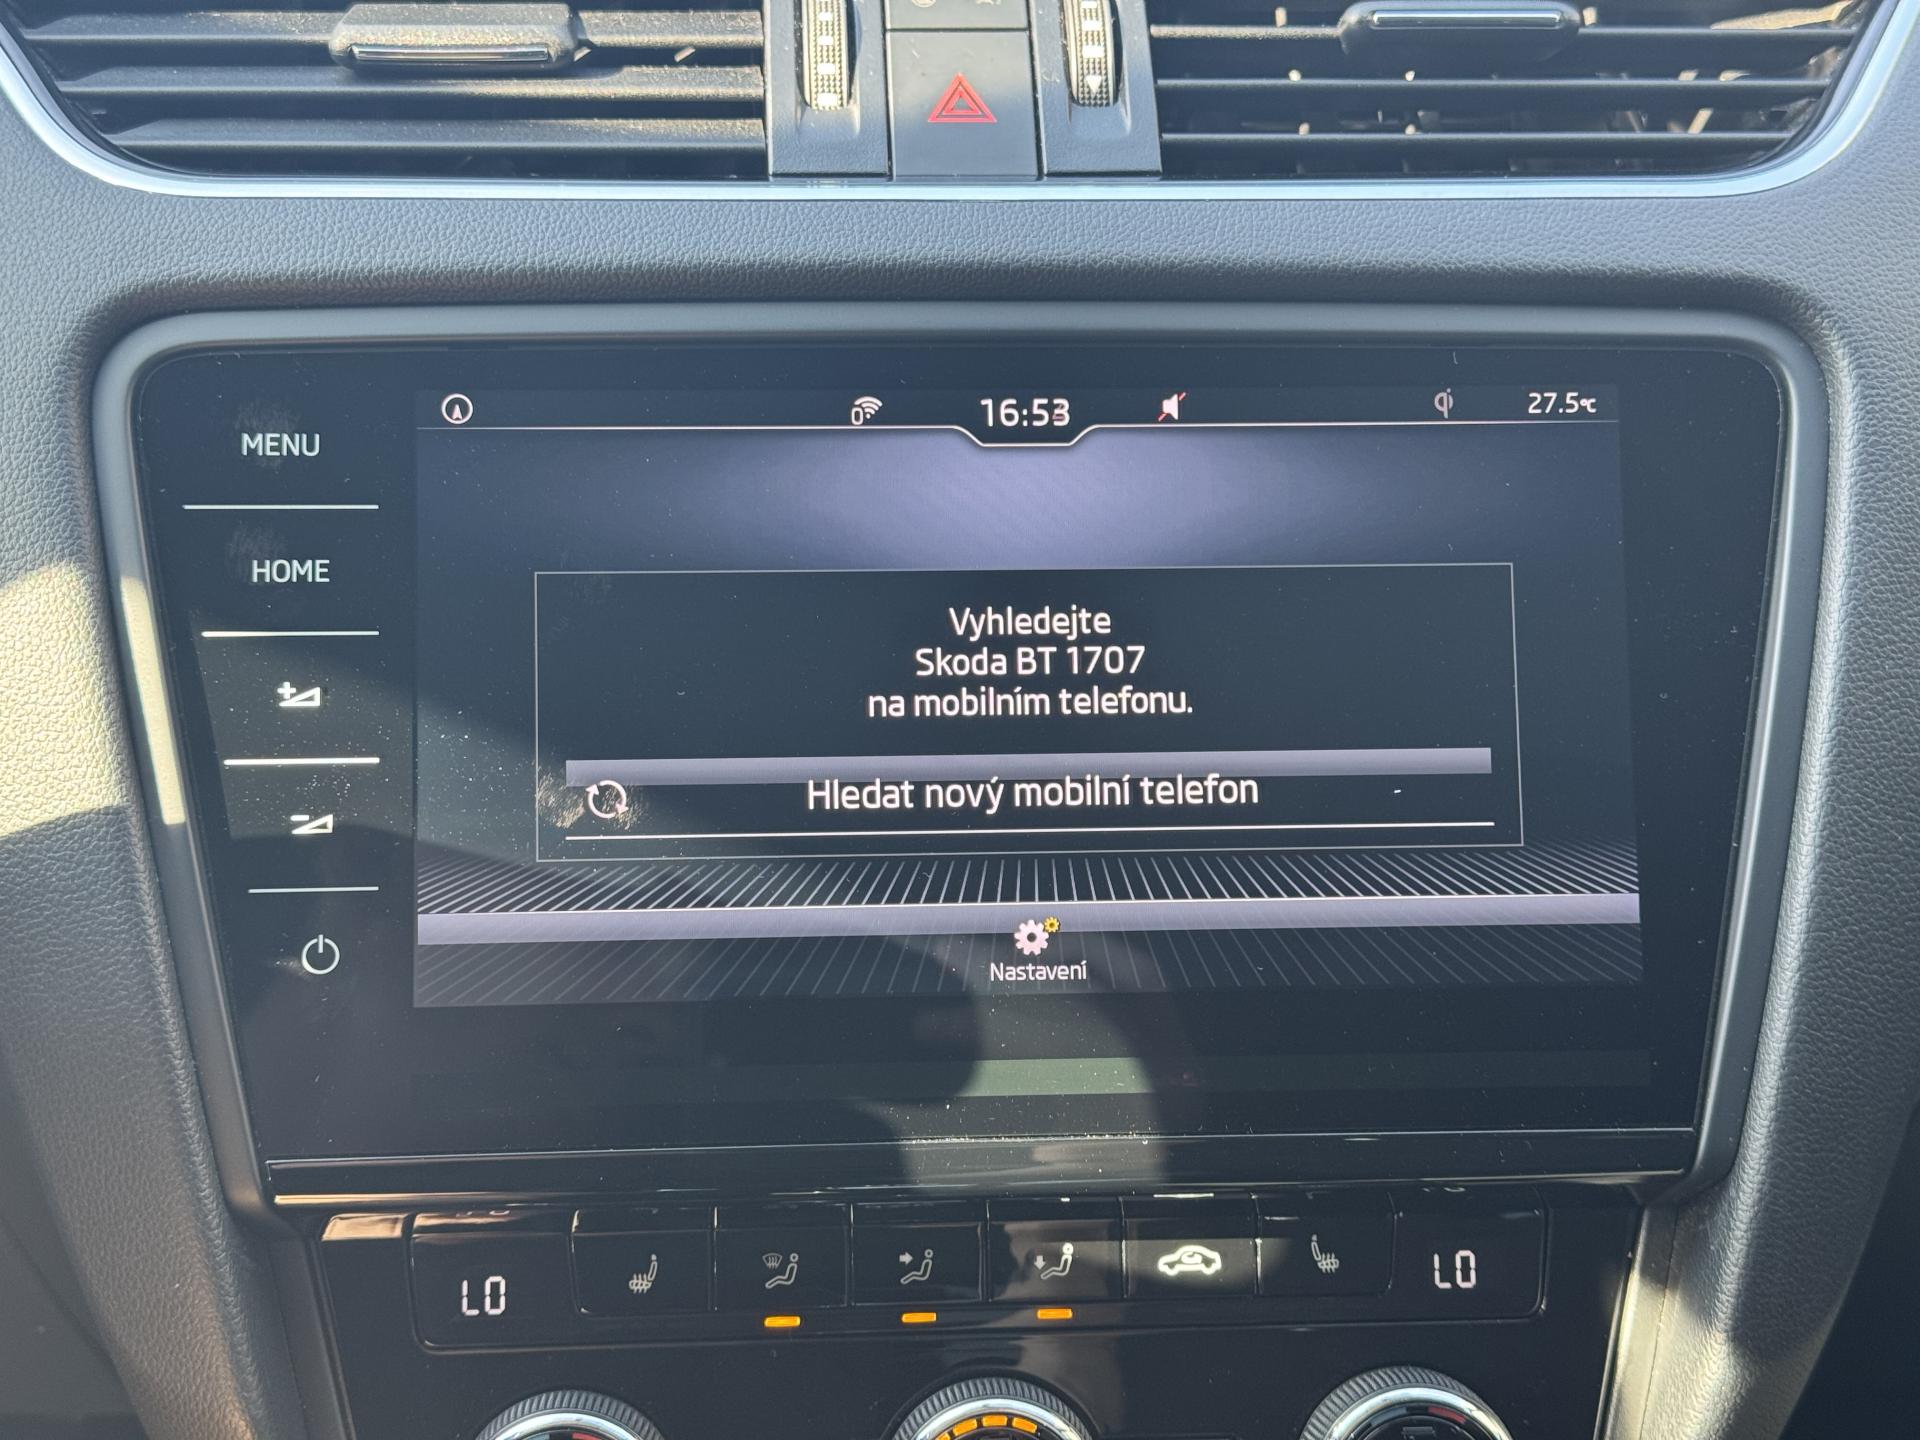 MENU
HOME
0
16:53
27.5°C
Vyhledejte
Skoda BT 1707
na mobilním telefonu.
Hledat nový mobilní telefon
Nastavení
LO
LO